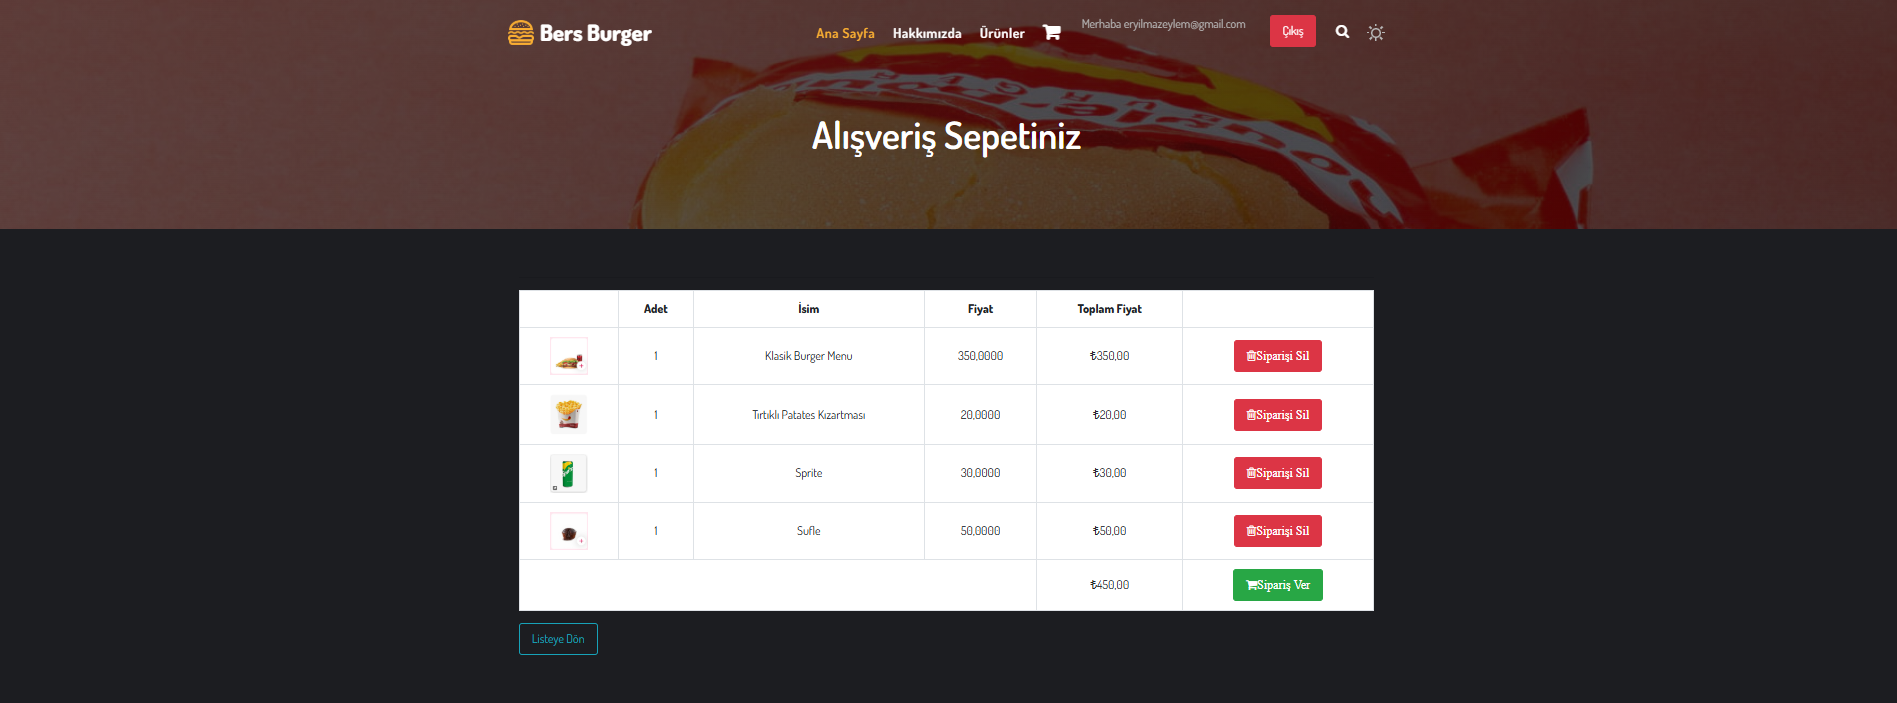 Bers Burger
Ana Sayfa Hakkımızda Ürünler Merhaba eryilmazeylem@gmail.com Çıkış
Alışveriş Sepetiniz
Adet İsim Fiyat Toplam Fiyat
1 Klasik Burger Menu 350,0000 ₺350,00 Siparişi Sil
1 Tırtıklı Patates Kızartması 20,0000 ₺20,00 Siparişi Sil
1 Sprite 30,0000 ₺30,00 Siparişi Sil
1 Sufle 50,0000 ₺50,00 Siparişi Sil
₺450,00 Sipariş Ver
Listeye Dön